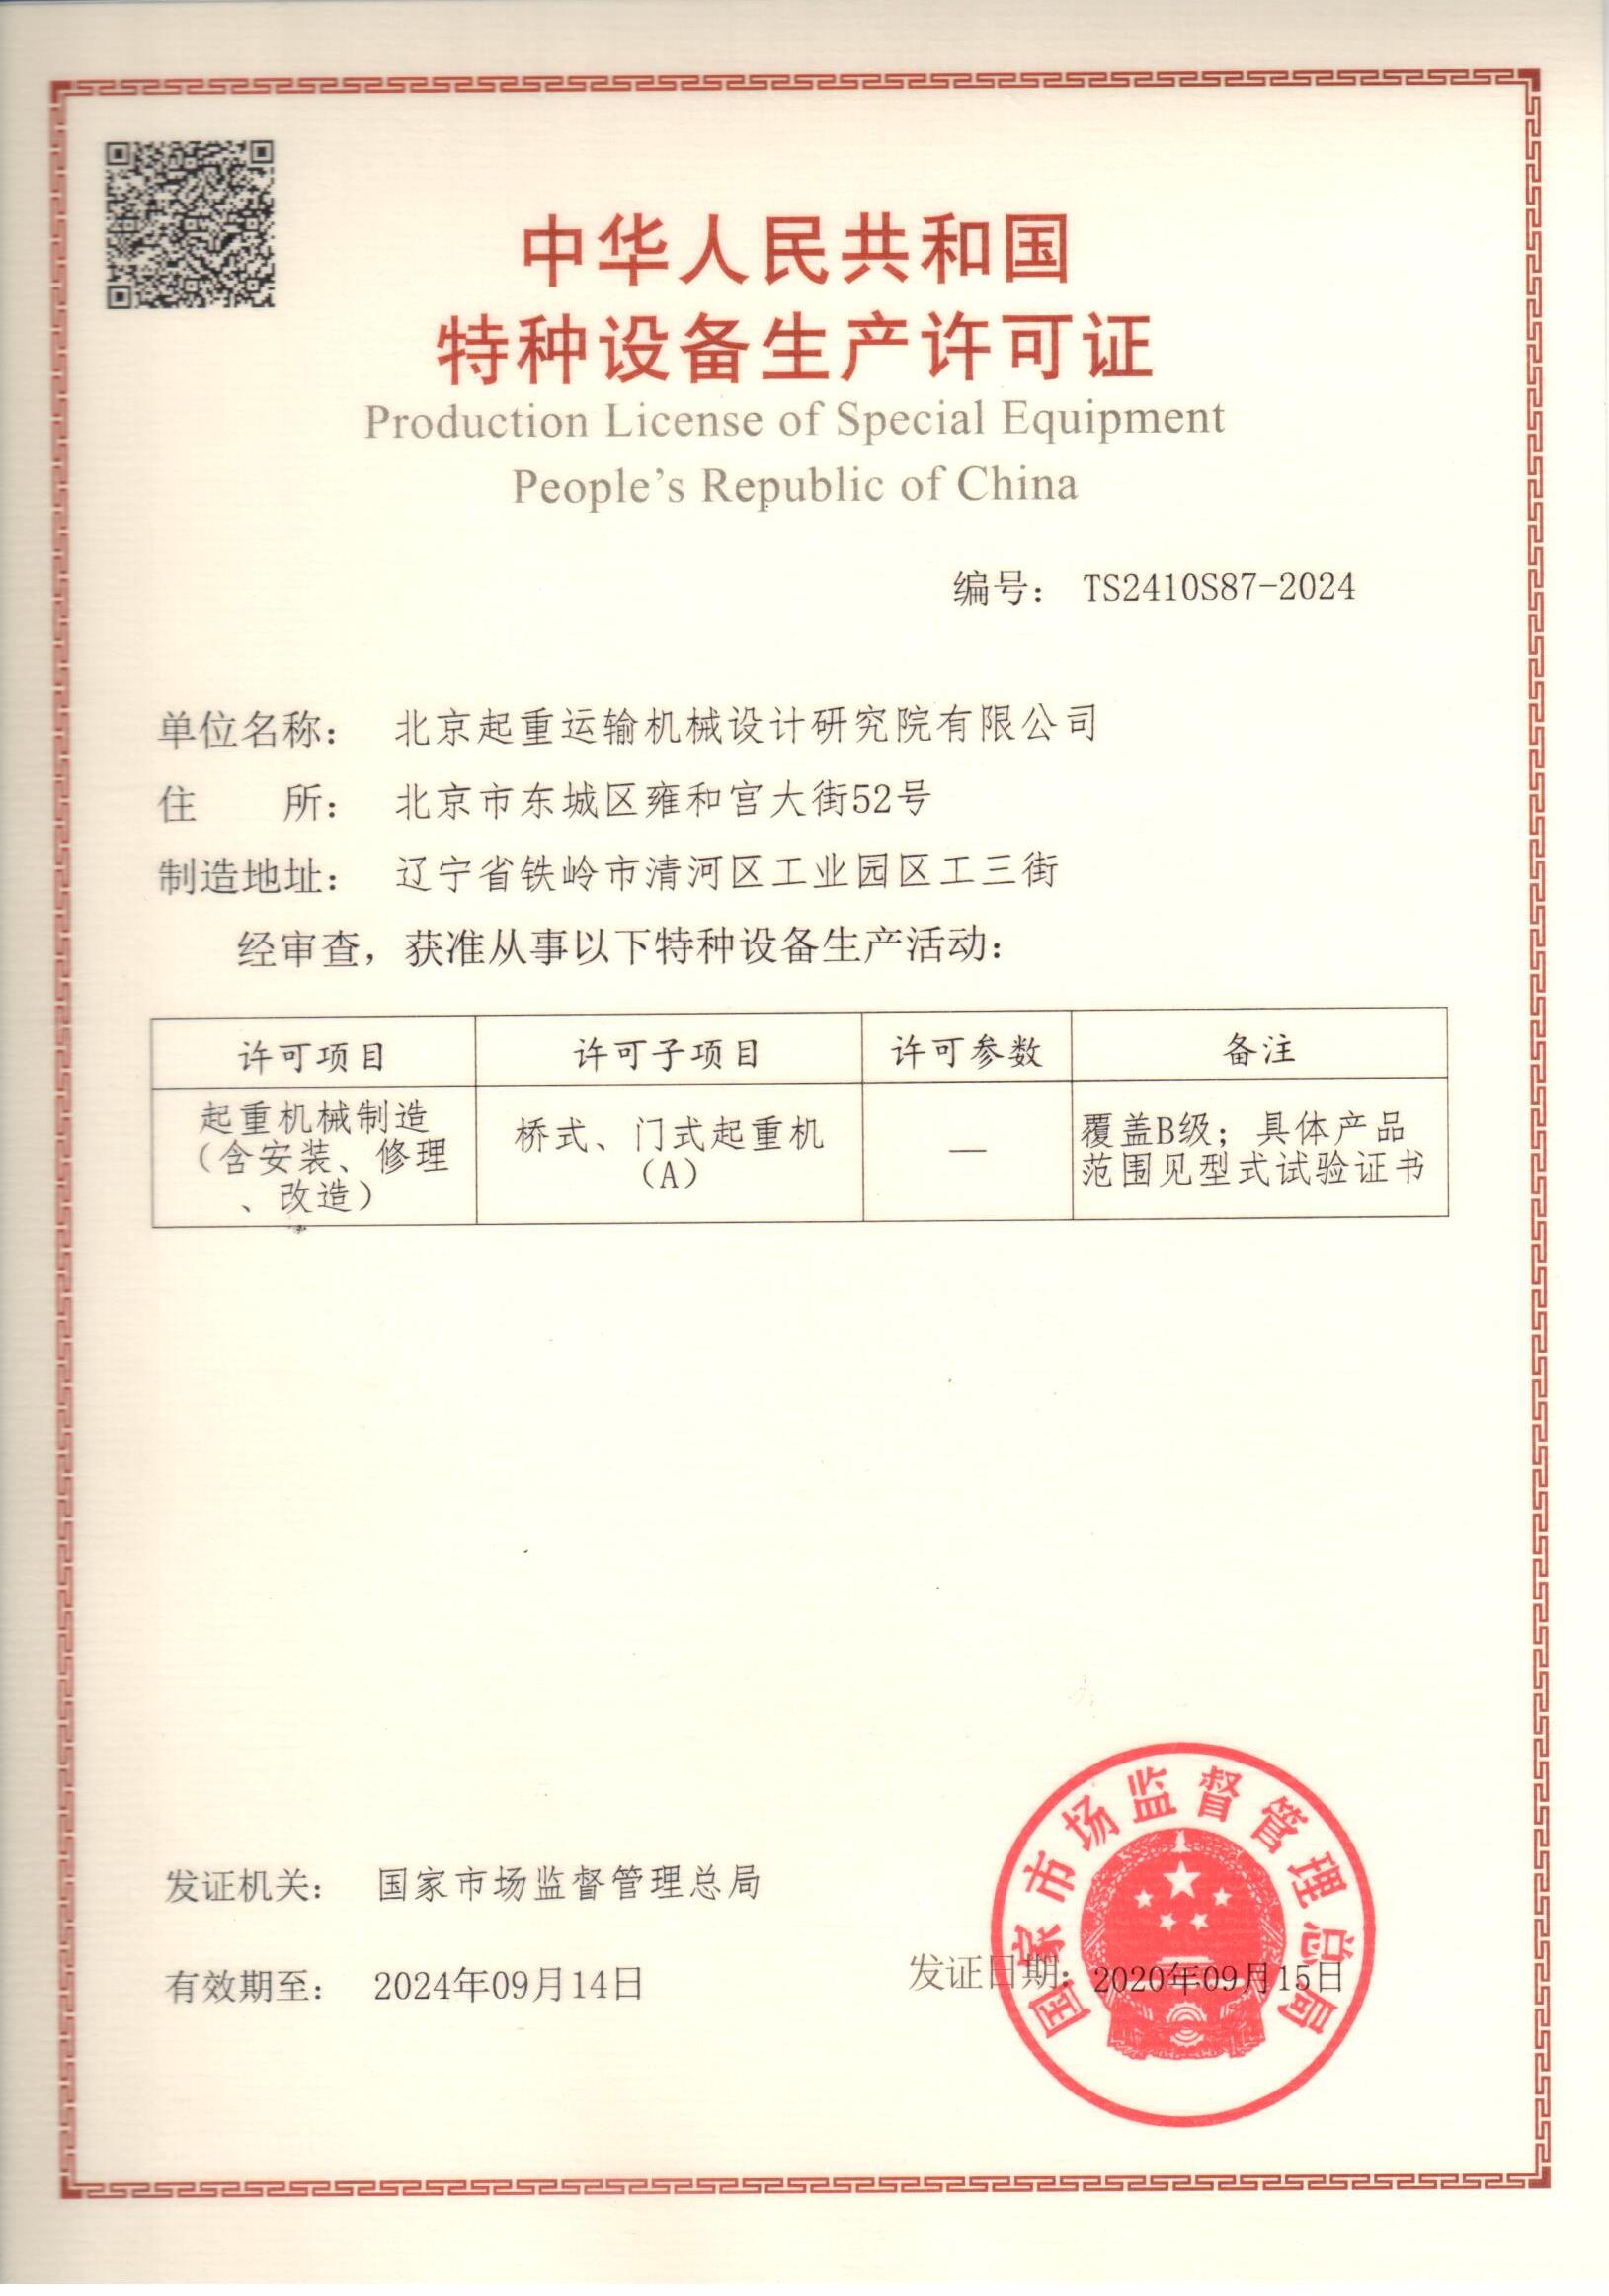 中华人民共和国
特种设备生产许可证
Production License of Special Equipment
People's Republic of China
编号： TS2410S87-2024
单位名称： 北京起重运输机械设计研究院有限公司
住 所： 北京市东城区雍和宫大街52号
制造地址： 辽宁省铁岭市清河区工业园区工三街
经审查，获准从事以下特种设备生产活动：
许可项目 许可子项目 许可参数 备注
起重机械制造
（含安装、修理
、改造）
桥式、门式起重机
（A）
—
覆盖B级；具体产品
范围见型式试验证书
国家市场监督管理总局
发证机关： 国家市场监督管理总局
有效期至： 2024年09月14日
发证日期： 2020年09月15日